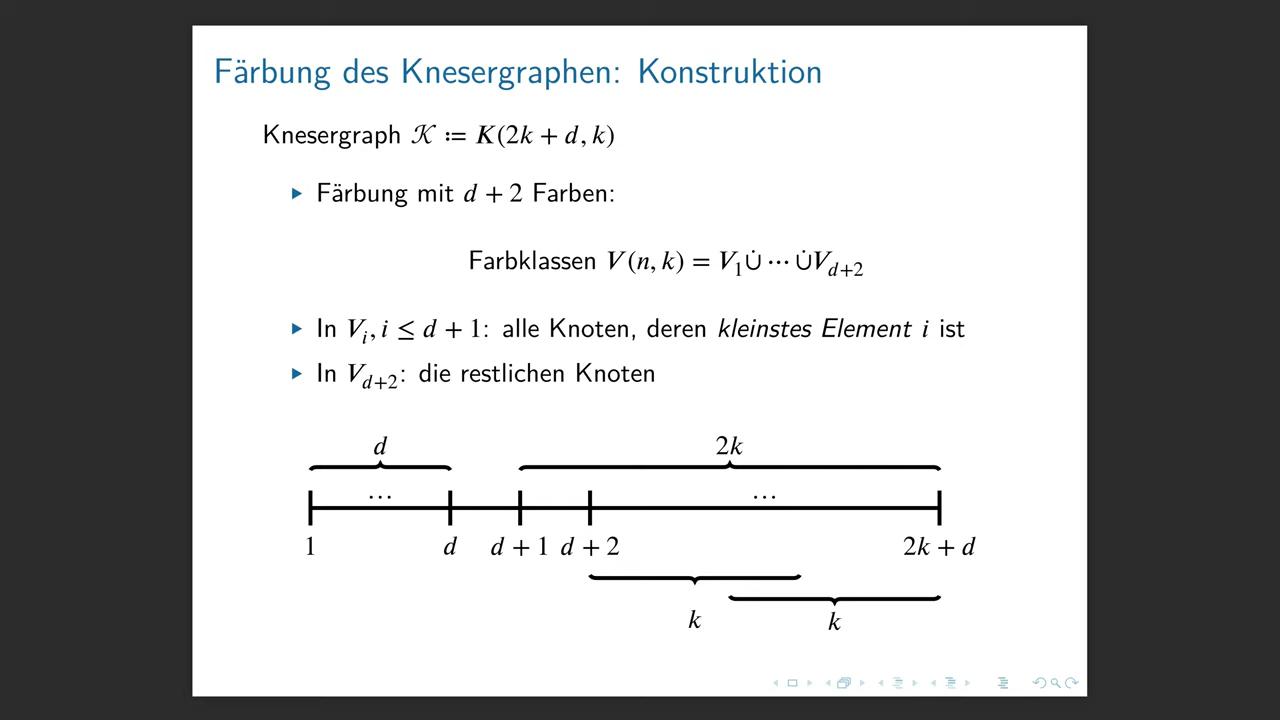 Färbung des Knesergraphen: Konstruktion
Knesergraph 𝒦 ≔ K(2k + d, k)
▸ Färbung mit d + 2 Farben:
Farbklassen V(n, k) = V₁ ∪̇ ⋯ ∪̇ V_{d+2}
▸ In V_i, i ≤ d + 1: alle Knoten, deren kleinstes Element i ist
▸ In V_{d+2}: die restlichen Knoten
d 2k
⋯ ⋯
1 d d + 1 d + 2 2k + d
k k